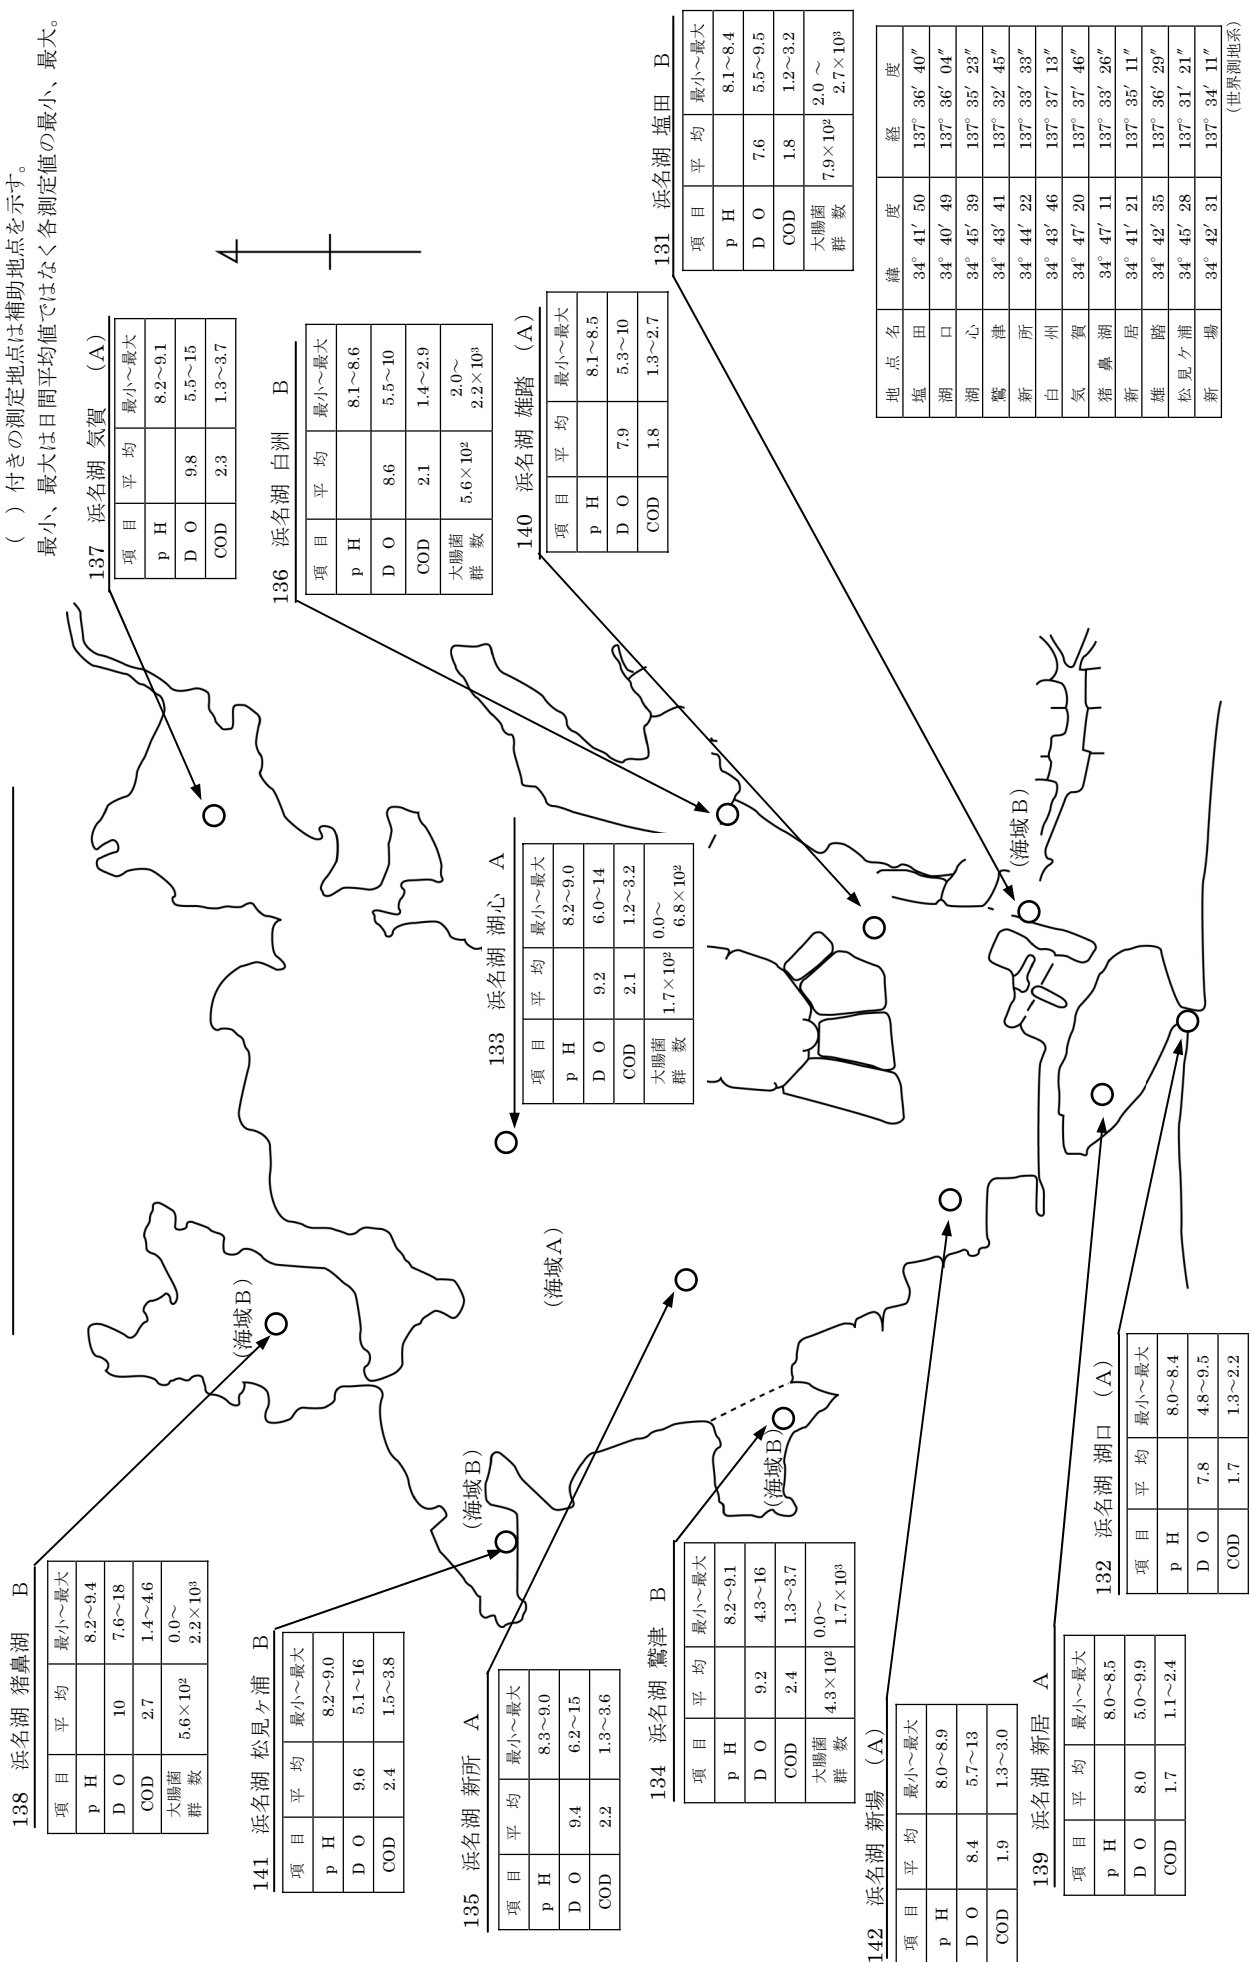 （　）付きの測定地点は補助地点を示す。
最小、最大は日間平均値ではなく各測定値の最小、最大。
138 浜名湖 猪鼻湖 B
項 目 平 均 最小～最大
p H 8.2～9.4
D O 10 7.6～18
COD 2.7 1.4～4.6
大腸菌群 数 5.6×10² 0.0～2.2×10³
141 浜名湖 松見ヶ浦 B
項 目 平 均 最小～最大
p H 8.2～9.0
D O 9.6 5.1～16
COD 2.4 1.5～3.8
135 浜名湖 新所 A
項 目 平 均 最小～最大
p H 8.3～9.0
D O 9.4 6.2～15
COD 2.2 1.3～3.6
134 浜名湖 鷲津 B
項 目 平 均 最小～最大
p H 8.2～9.1
D O 9.2 4.3～16
COD 2.4 1.3～3.7
大腸菌群 数 4.3×10² 0.0～1.7×10³
142 浜名湖 新場 （A）
項 目 平 均 最小～最大
p H 8.0～8.9
D O 8.4 5.7～13
COD 1.9 1.3～3.0
139 浜名湖 新居 A
項 目 平 均 最小～最大
p H 8.0～8.5
D O 8.0 5.0～9.9
COD 1.7 1.1～2.4
132 浜名湖 湖口 （A）
項 目 平 均 最小～最大
p H 8.0～8.4
D O 7.8 4.8～9.5
COD 1.7 1.3～2.2
（海域B）
（海域B）
（海域A）
（海域B）
（海域B）
133 浜名湖 湖心 A
項 目 平 均 最小～最大
p H 8.2～9.0
D O 9.2 6.0～14
COD 2.1 1.2～3.2
大腸菌群 数 1.7×10² 0.0～6.8×10²
137 浜名湖 気賀 （A）
項 目 平 均 最小～最大
p H 8.2～9.1
D O 9.8 5.5～15
COD 2.3 1.3～3.7
136 浜名湖 白洲 B
項 目 平 均 最小～最大
p H 8.1～8.6
D O 8.6 5.5～10
COD 2.1 1.4～2.9
大腸菌群 数 5.6×10² 2.0～2.2×10³
140 浜名湖 雄踏 （A）
項 目 平 均 最小～最大
p H 8.1～8.5
D O 7.9 5.3～10
COD 1.8 1.3～2.7
131 浜名湖 塩田 B
項 目 平 均 最小～最大
p H 8.1～8.4
D O 7.6 5.5～9.5
COD 1.8 1.2～3.2
大腸菌群 数 7.9×10² 2.0 ～2.7×10³
地 点 名 緯 度 経 度
塩 田 34° 41′ 50 137° 36′ 40″
湖 口 34° 40′ 49 137° 36′ 04″
湖 心 34° 45′ 39 137° 35′ 23″
鷲 津 34° 43′ 41 137° 32′ 45″
新 所 34° 44′ 22 137° 33′ 33″
白 州 34° 43′ 46 137° 37′ 13″
気 賀 34° 47′ 20 137° 37′ 46″
猪 鼻 湖 34° 47′ 11 137° 33′ 26″
新 居 34° 41′ 21 137° 35′ 11″
雄 踏 34° 42′ 35 137° 36′ 29″
松 見 ケ 浦 34° 45′ 28 137° 31′ 21″
新 場 34° 42′ 31 137° 34′ 11″
(世界測地系)